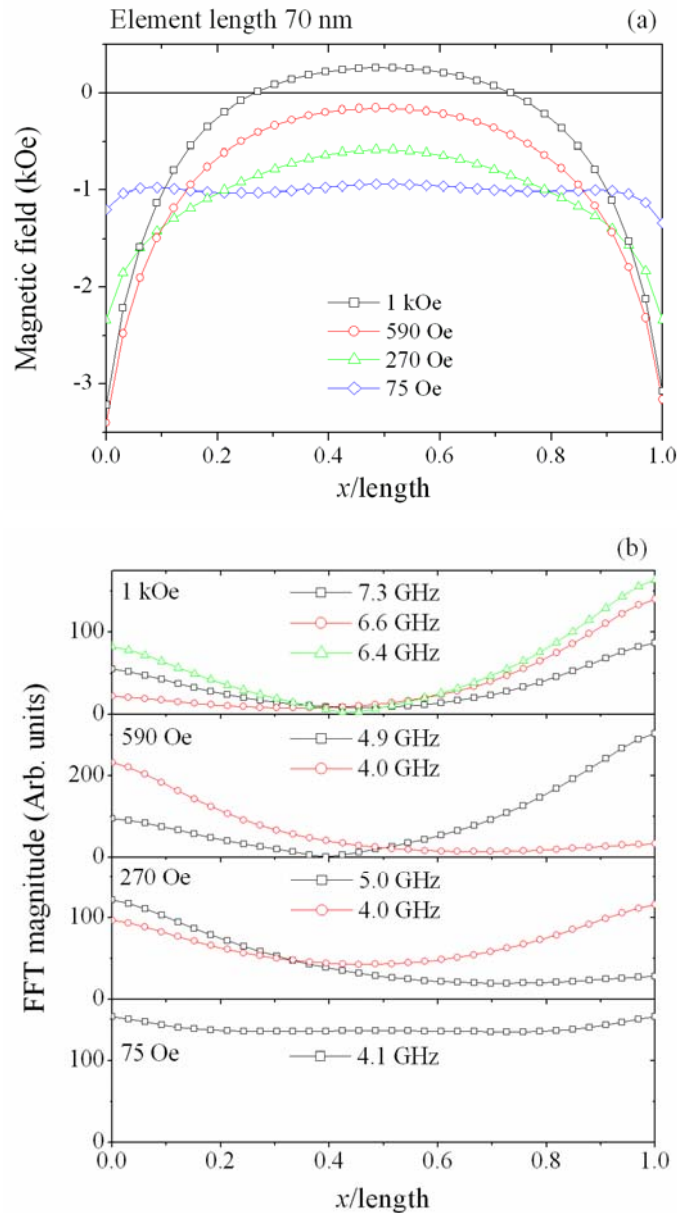 Element length 70 nm
(a)
Magnetic field (kOe)
0
-1
-2
-3
1 kOe
590 Oe
270 Oe
75 Oe
0.0 0.2 0.4 0.6 0.8 1.0
x/length
(b)
FFT magnitude (Arb. units)
1 kOe
7.3 GHz
6.6 GHz
6.4 GHz
100
0
590 Oe
4.9 GHz
4.0 GHz
200
0
270 Oe
5.0 GHz
4.0 GHz
100
0
75 Oe
4.1 GHz
100
0
0.0 0.2 0.4 0.6 0.8 1.0
x/length